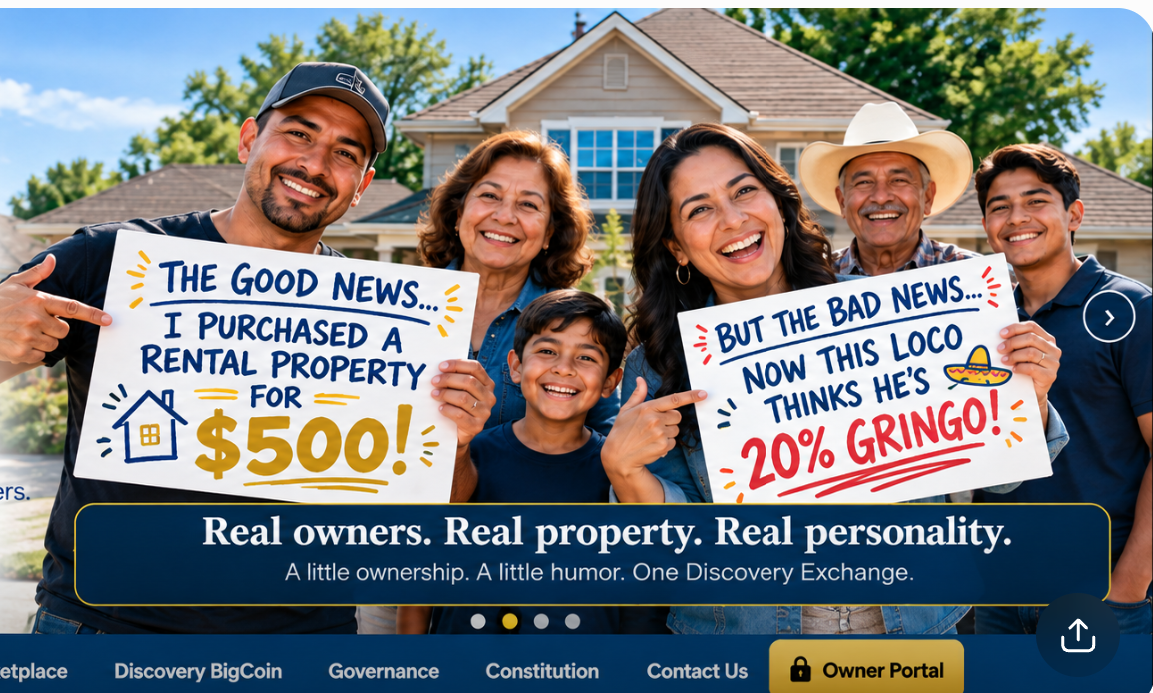 THE GOOD NEWS...
I PURCHASED A
RENTAL PROPERTY
FOR
$500!
BUT THE BAD NEWS...
NOW THIS LOCO
THINKS HE'S
20% GRINGO!
ers.
Real owners. Real property. Real personality.
A little ownership. A little humor. One Discovery Exchange.
etplace
Discovery BigCoin
Governance
Constitution
Contact Us
Owner Portal